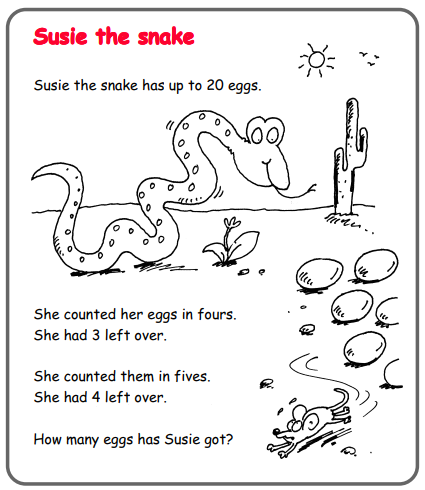 Susie the snake
Susie the snake has up to 20 eggs.
She counted her eggs in fours.
She had 3 left over.
She counted them in fives.
She had 4 left over.
How many eggs has Susie got?